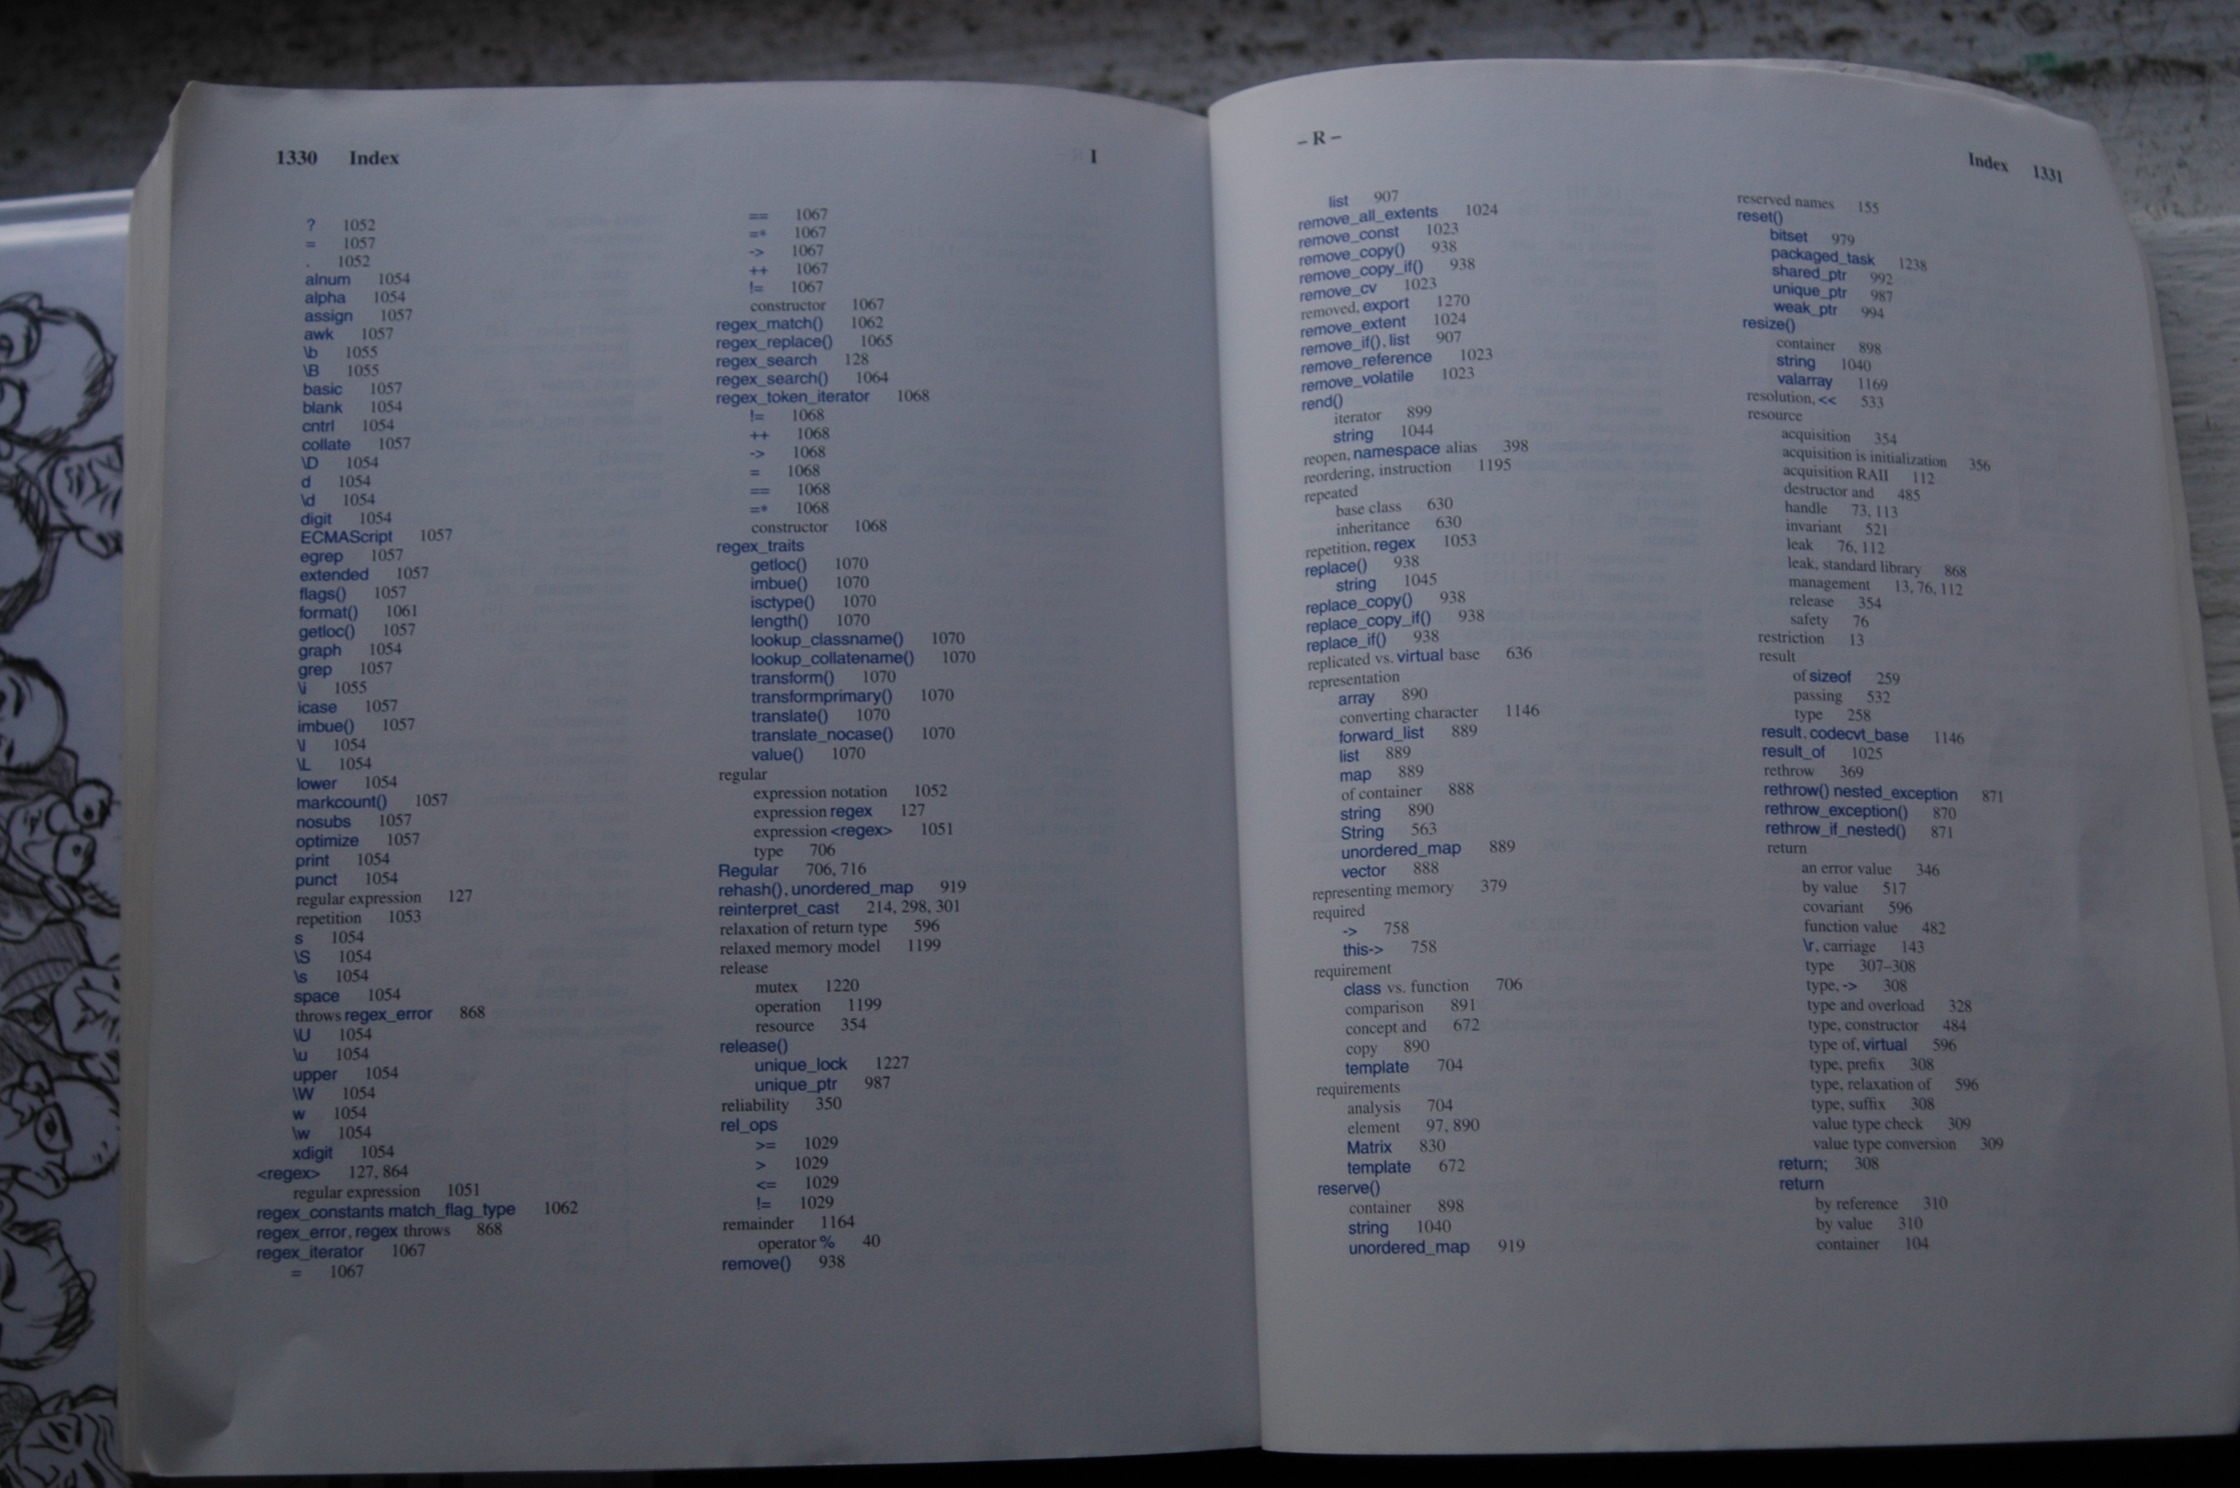 1330 Index
? 1052
= 1057
. 1052
alnum 1054
alpha 1054
assign 1057
awk 1057
\b 1055
\B 1055
basic 1057
blank 1054
cntrl 1054
collate 1057
\D 1054
d 1054
\d 1054
digit 1054
ECMAScript 1057
egrep 1057
extended 1057
flags() 1057
format() 1061
getloc() 1057
graph 1054
grep 1057
\i 1055
icase 1057
imbue() 1057
\l 1054
\L 1054
lower 1054
markcount() 1057
nosubs 1057
optimize 1057
print 1054
punct 1054
regular expression 127
repetition 1053
s 1054
\S 1054
\s 1054
space 1054
throws regex_error 868
\U 1054
\u 1054
upper 1054
\W 1054
w 1054
\w 1054
xdigit 1054
<regex> 127, 864
regular expression 1051
regex_constants match_flag_type 1062
regex_error, regex throws 868
regex_iterator 1067
= 1067
I
== 1067
=* 1067
-> 1067
++ 1067
!= 1067
constructor 1067
regex_match() 1062
regex_replace() 1065
regex_search 128
regex_search() 1064
regex_token_iterator 1068
!= 1068
++ 1068
-> 1068
= 1068
== 1068
=* 1068
constructor 1068
regex_traits
getloc() 1070
imbue() 1070
isctype() 1070
length() 1070
lookup_classname() 1070
lookup_collatename() 1070
transform() 1070
transformprimary() 1070
translate() 1070
translate_nocase() 1070
value() 1070
regular
expression notation 1052
expression regex 127
expression <regex> 1051
type 706
Regular 706, 716
rehash(), unordered_map 919
reinterpret_cast 214, 298, 301
relaxation of return type 596
relaxed memory model 1199
release
mutex 1220
operation 1199
resource 354
release()
unique_lock 1227
unique_ptr 987
reliability 350
rel_ops
>= 1029
> 1029
<= 1029
!= 1029
remainder 1164
operator % 40
remove() 938
– R –
Index 1331
list 907
remove_all_extents 1024
remove_const 1023
remove_copy() 938
remove_copy_if() 938
remove_cv 1023
removed, export 1270
remove_extent 1024
remove_if(), list 907
remove_reference 1023
remove_volatile 1023
rend()
iterator 899
string 1044
reopen, namespace alias 398
reordering, instruction 1195
repeated
base class 630
inheritance 630
repetition, regex 1053
replace() 938
string 1045
replace_copy() 938
replace_copy_if() 938
replace_if() 938
replicated vs. virtual base 636
representation
array 890
converting character 1146
forward_list 889
list 889
map 889
of container 888
string 890
String 563
unordered_map 889
vector 888
representing memory 379
required
-> 758
this-> 758
requirement
class vs. function 706
comparison 891
concept and 672
copy 890
template 704
requirements
analysis 704
element 97, 890
Matrix 830
template 672
reserve()
container 898
string 1040
unordered_map 919
reserved names 155
reset()
bitset 979
packaged_task 1238
shared_ptr 992
unique_ptr 987
weak_ptr 994
resize()
container 898
string 1040
valarray 1169
resolution, << 533
resource
acquisition 354
acquisition is initialization 356
acquisition RAII 112
destructor and 485
handle 73, 113
invariant 521
leak 76, 112
leak, standard library 868
management 13, 76, 112
release 354
safety 76
restriction 13
result
of sizeof 259
passing 532
type 258
result, codecvt_base 1146
result_of 1025
rethrow 369
rethrow() nested_exception 871
rethrow_exception() 870
rethrow_if_nested() 871
return
an error value 346
by value 517
covariant 596
function value 482
\r, carriage 143
type 307–308
type, -> 308
type and overload 328
type, constructor 484
type of, virtual 596
type, prefix 308
type, relaxation of 596
type, suffix 308
value type check 309
value type conversion 309
return; 308
return
by reference 310
by value 310
container 104